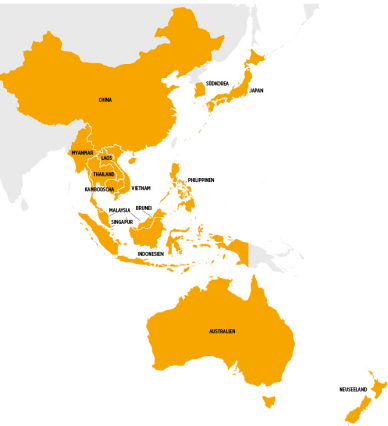 SÜDKOREA
JAPAN
CHINA
MYANMAR
LAOS
THAILAND
KAMBODSCHA
VIETNAM
PHILIPPINEN
MALAYSIA
BRUNEI
SINGAPUR
INDONESIEN
AUSTRALIEN
NEUSEELAND